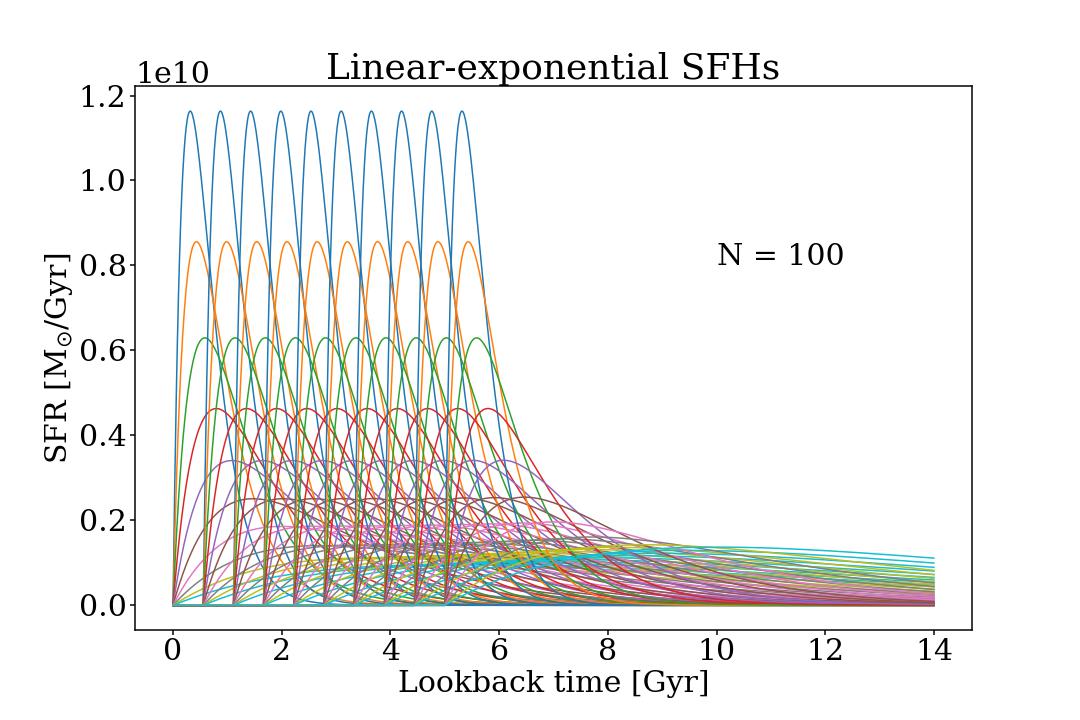 Linear-exponential SFHs
1e10
1.2
1.0
0.8
0.6
0.4
0.2
0.0
SFR [M☉/Gyr]
N = 100
0 2 4 6 8 10 12 14
Lookback time [Gyr]